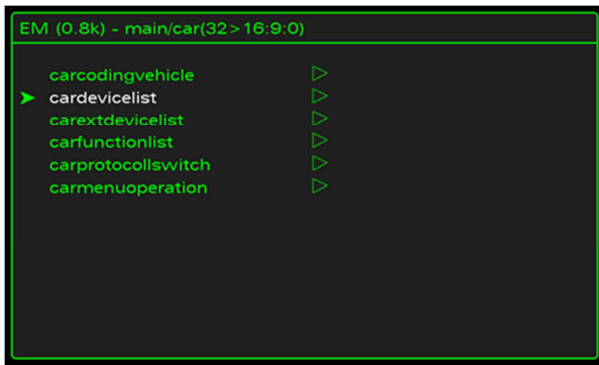 EM (0.8k) - main/car(32>16:9:0)
carcodingvehicle
cardevicelist
carextdevicelist
carfunctionlist
carprotocollswitch
carmenuoperation